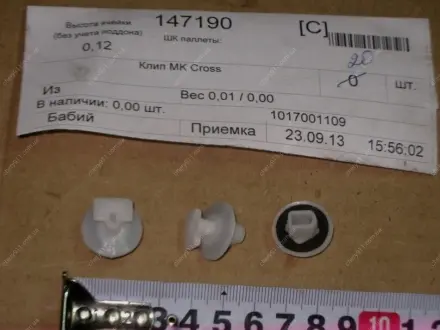 Высота ячейки
(без учета поддона)
0,12
147190
ШК паллеты:
[C]
20
Клип МК Cross
0 шт.
Из
Вес 0,01 / 0,00
В наличии: 0,00 шт.
1017001109
Бабий
Приемка
23.09.13
15:56:02
2 3 4 5 6 7 8 9 10